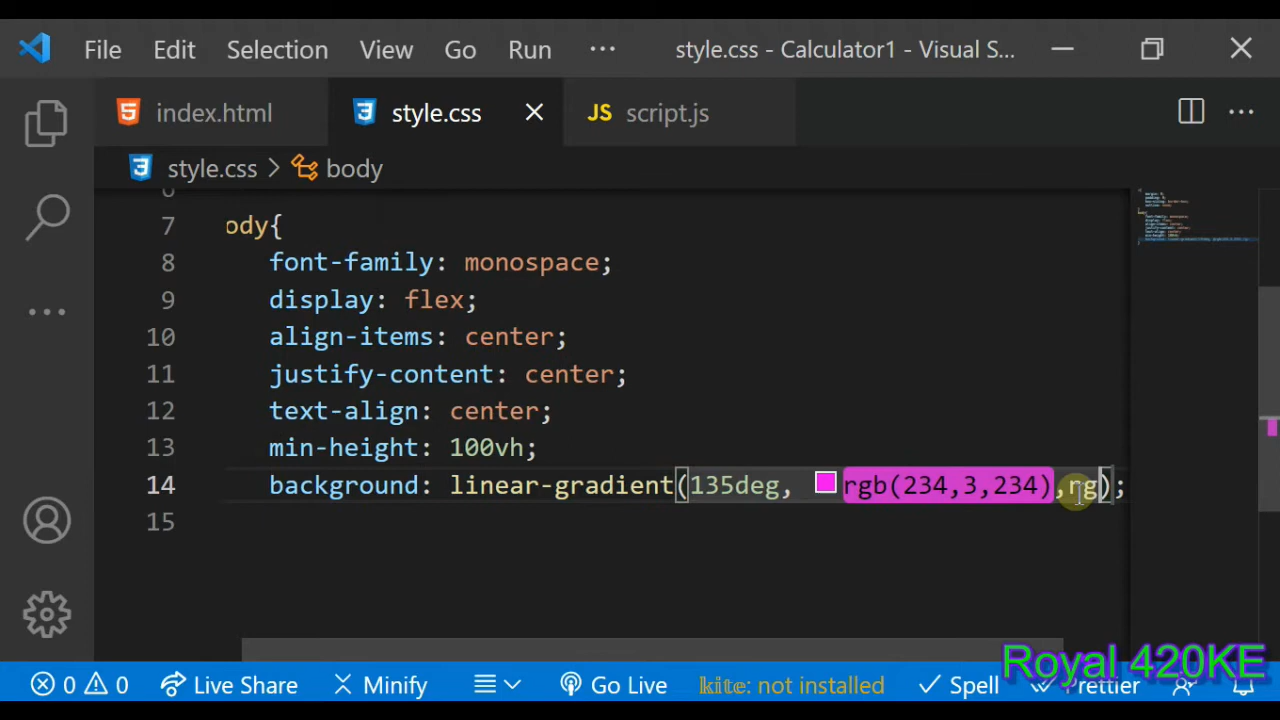 File Edit Selection View Go Run ··· style.css - Calculator1 - Visual S...
index.html style.css JS script.js
style.css > body
6
7 ody{
8 font-family: monospace;
9 display: flex;
10 align-items: center;
11 justify-content: center;
12 text-align: center;
13 min-height: 100vh;
14 background: linear-gradient(135deg, rgb(234,3,234),rg);
15
Royal 420KE
0 0 Live Share Minify Go Live kite: not installed Spell Prettier